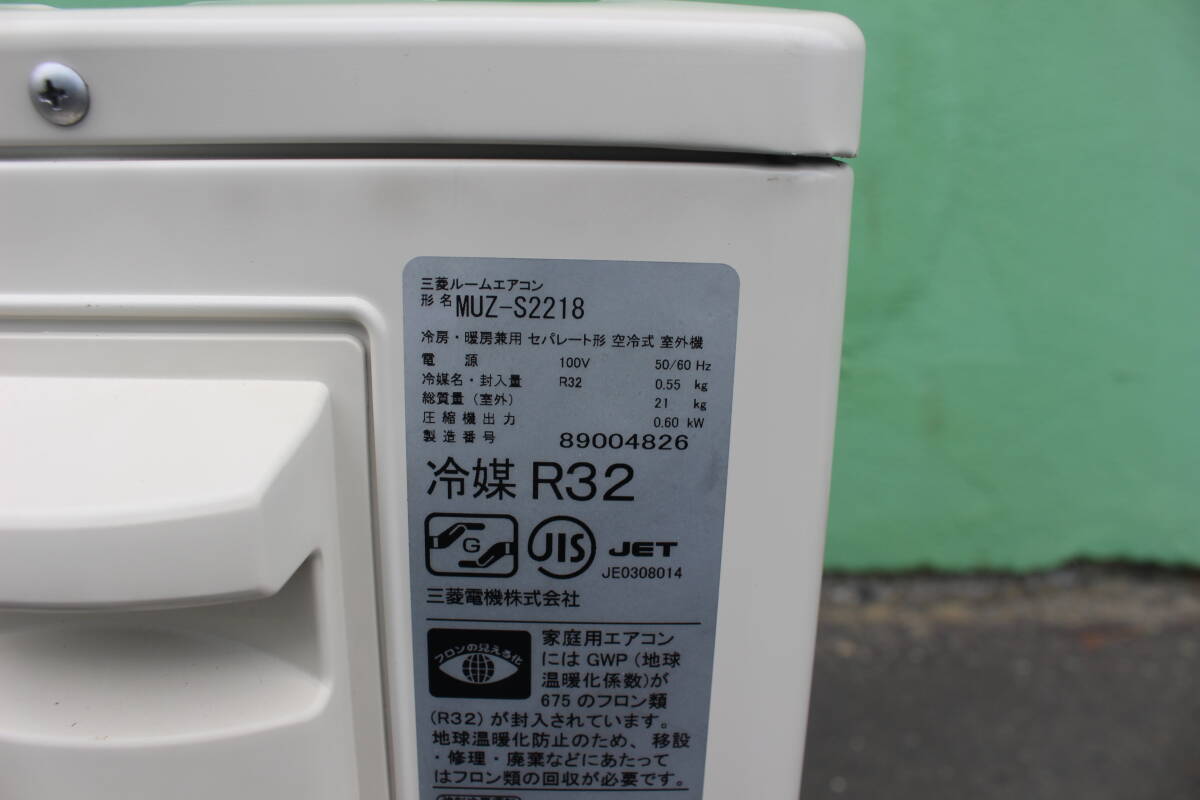 三菱ルームエアコン
形名 MUZ-S2218
冷房・暖房兼用 セパレート形 空冷式 室外機
電源 100V 50/60 Hz
冷媒名・封入量 R32 0.55 kg
総質量（室外） 21 kg
圧縮機出力 0.60 kW
製造番号 89004826
冷媒 R32
G JIS JET
JE0308014
三菱電機株式会社
フロンの見える化
家庭用エアコン
には GWP（地球
温暖化係数）が
675 のフロン類
(R32) が封入されています。
地球温暖化防止のため、移設
・修理・廃棄などにあたって
はフロン類の回収が必要です。